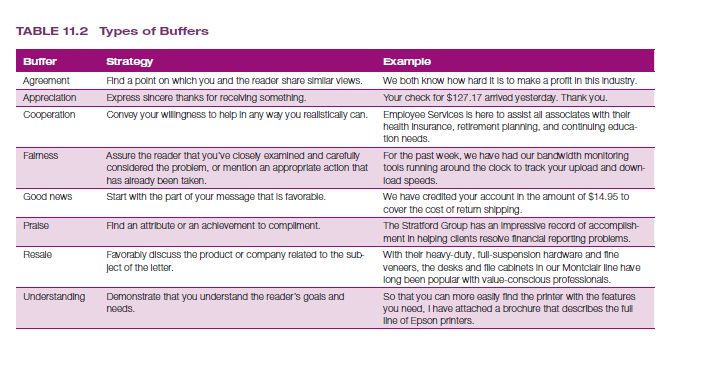 TABLE 11.2 Types of Buffers
Buffer Strategy Example
Agreement Find a point on which you and the reader share similar views. We both know how hard it is to make a profit in this industry.
Appreciation Express sincere thanks for receiving something. Your check for $127.17 arrived yesterday. Thank you.
Cooperation Convey your willingness to help in any way you realistically can. Employee Services is here to assist all associates with their
health insurance, retirement planning, and continuing educa-
tion needs.
Fairness Assure the reader that you've closely examined and carefully For the past week, we have had our bandwidth monitoring
considered the problem, or mention an appropriate action that tools running around the clock to track your upload and down-
has already been taken. load speeds.
Good news Start with the part of your message that is favorable. We have credited your account in the amount of $14.95 to
cover the cost of return shipping.
Praise Find an attribute or an achievement to compliment. The Stratford Group has an impressive record of accomplish-
ment in helping clients resolve financial reporting problems.
Resale Favorably discuss the product or company related to the sub- With their heavy-duty, full-suspension hardware and fine
ject of the letter. veneers, the desks and file cabinets in our Montclair line have
long been popular with value-conscious professionals.
Understanding Demonstrate that you understand the reader's goals and So that you can more easily find the printer with the features
needs. you need, I have attached a brochure that describes the full
line of Epson printers.